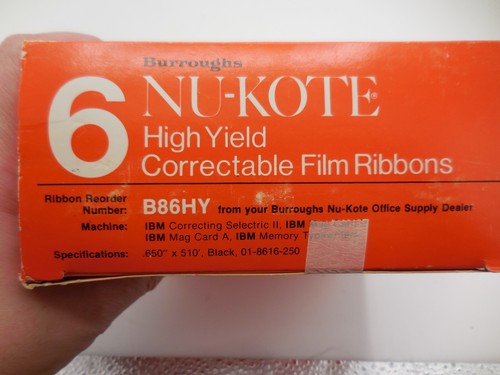 Burroughs
6 NU-KOTE®
High Yield
Correctable Film Ribbons
Ribbon Reorder
Number: B86HY from your Burroughs Nu-Kote Office Supply Dealer
Machine: IBM Correcting Selectric II, IBM
IBM Mag Card A, IBM Memory
Specifications: .650" x 510', Black, 01-8616-250